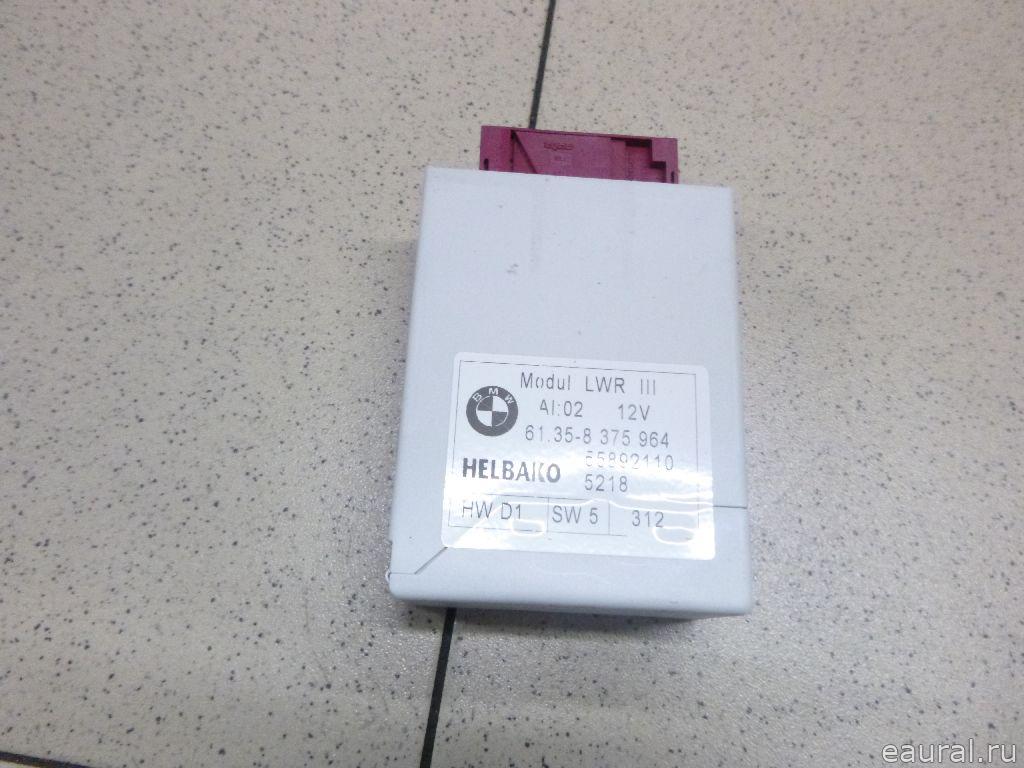 Modul LWR III
BMW
AI:02 12V
61.35-8 375 964
55892110
HELBAKO 5218
HW D1 SW 5 312
eaural.ru